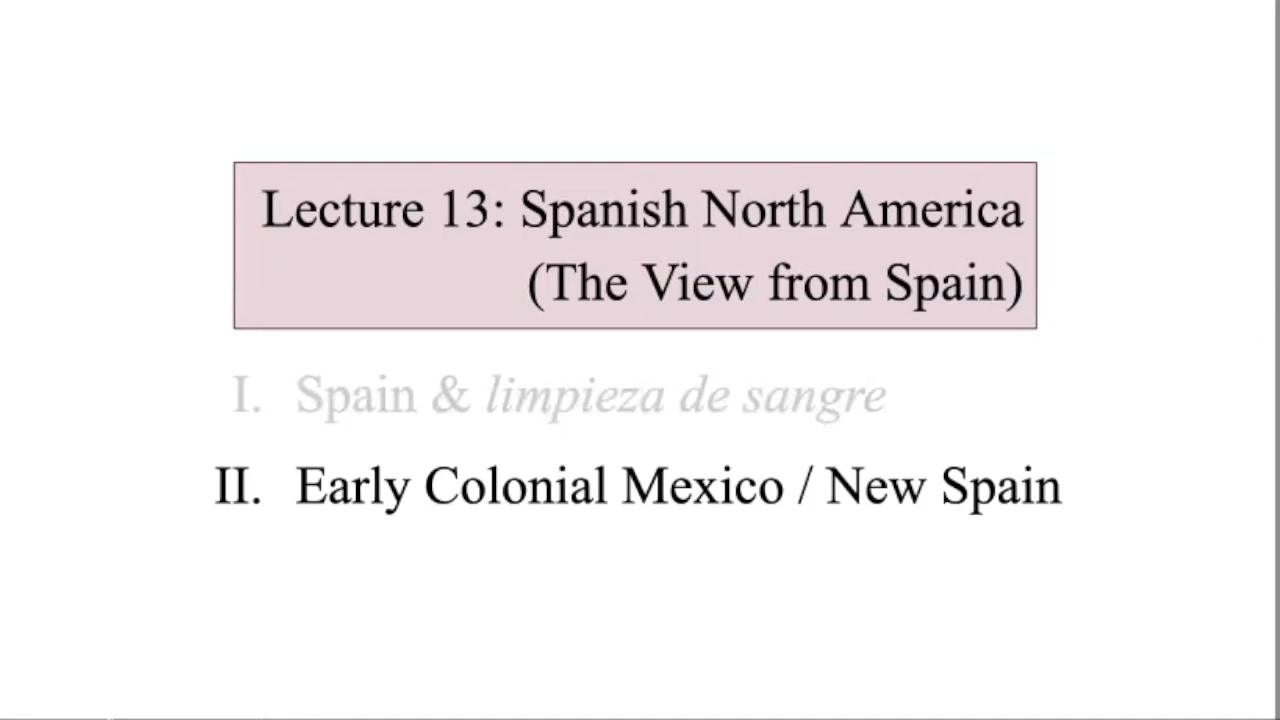 Lecture 13: Spanish North America
(The View from Spain)
I. Spain & limpieza de sangre
II. Early Colonial Mexico / New Spain